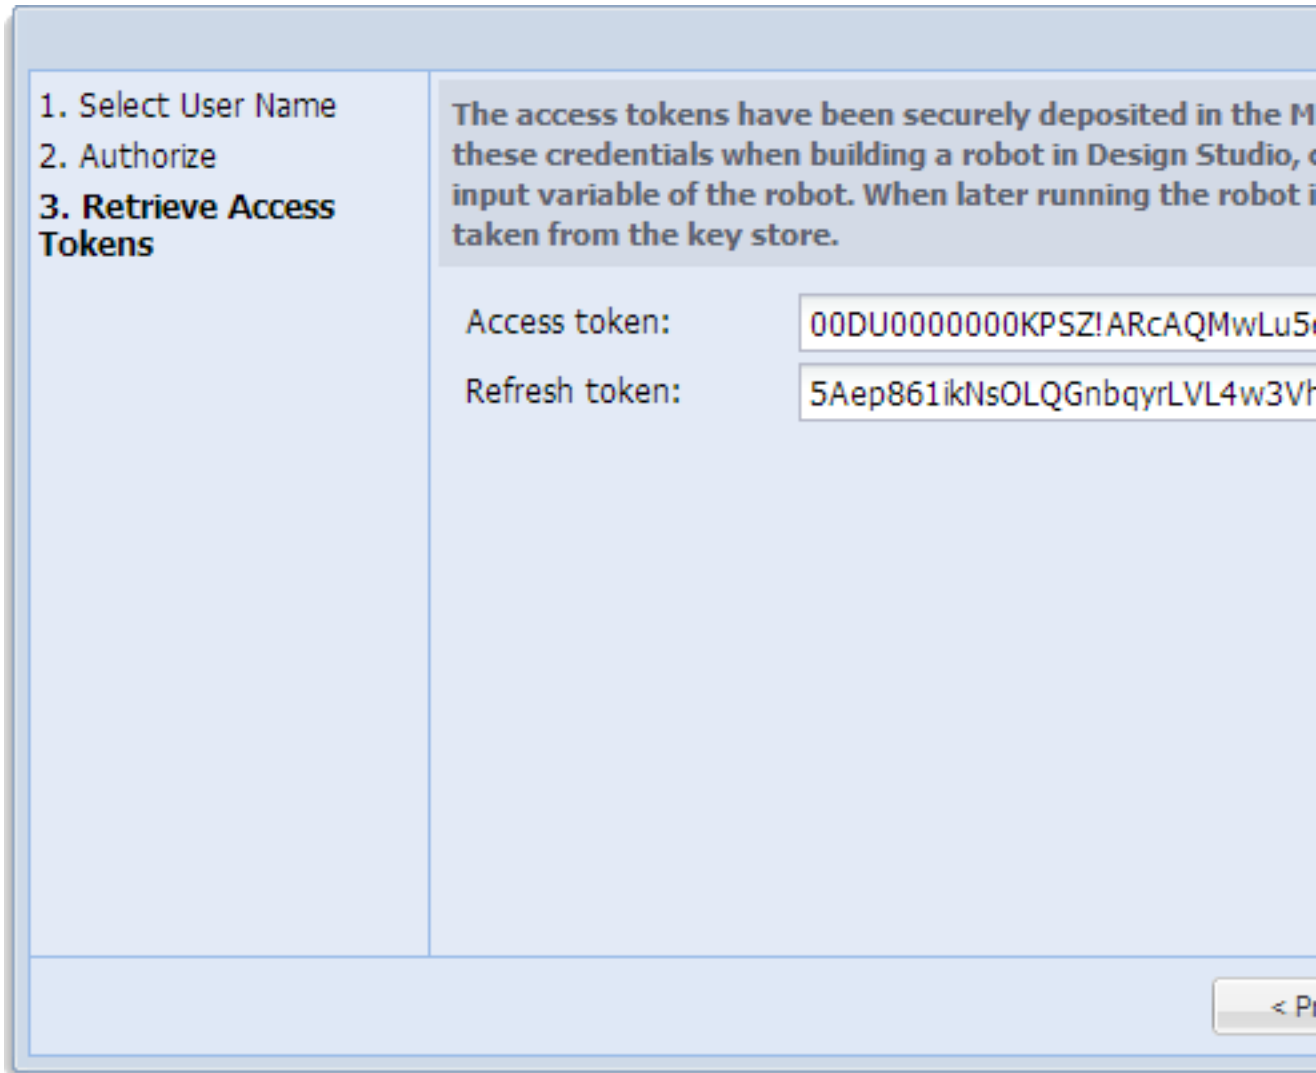 1. Select User Name
2. Authorize
3. Retrieve Access
Tokens
The access tokens have been securely deposited in the M
these credentials when building a robot in Design Studio,
input variable of the robot. When later running the robot i
taken from the key store.
Access token:
00DU0000000KPSZ!ARcAQMwLu5
Refresh token:
5Aep861ikNsOLQGnbqyrLVL4w3Vh
< Pr